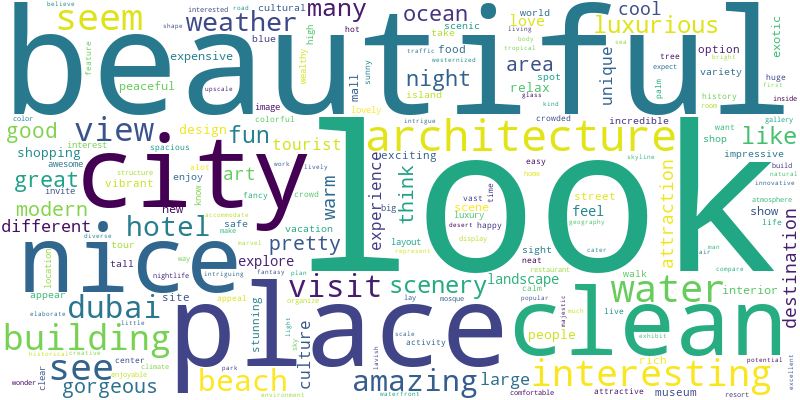 beautiful
look
city
place
nice
clean
architecture
interesting
water
building
seem
weather
many
ocean
cool
luxurious
love
night
area
unique
view
fun
good
like
great
hotel
modern
different
dubai
see
gorgeous
beach
amazing
large
visit
scenery
pretty
explore
warm
think
experience
exciting
attraction
destination
landscape
people
culture
stunning
art
tourist
design
shopping
vibrant
enjoy
safe
new
tall
tour
site
appear
location
nightlife
intriguing
appeal
organize
fantasy
plan
vacation
crowd
fancy
lively
work
know
invite
awesome
interest
spacious
structure
colorful
image
lovely
peaceful
expensive
feature
shape
interested
road
cultural
believe
blue
wealthy
upscale
high
hot
sunny
mall
island
relax
food
traffic
westernized
take
scenic
world
living
body
tropical
spot
kind
glass
crowded
incredible
sea
tree
palm
expect
option
variety
history
room
bright
huge
first
exotic
inside
gallery
color
want
shop
impressive
build
natural
innovative
atmosphere
show
life
interior
man
air
compare
skyline
street
feel
geography
home
easy
time
vast
scene
luxury
big
happy
desert
layout
display
represent
sight
neat
cater
restaurant
calm
popular
majestic
much
walk
live
exhibit
rich
museum
attractive
comfortable
resort
potential
excellent
waterfront
activity
scale
lavish
mosque
lay
light
sky
park
environment
center
climate
enjoyable
creative
historical
little
elaborate
wonder
clear
diverse
make
way
marvel
accommodate
alot
intrigue